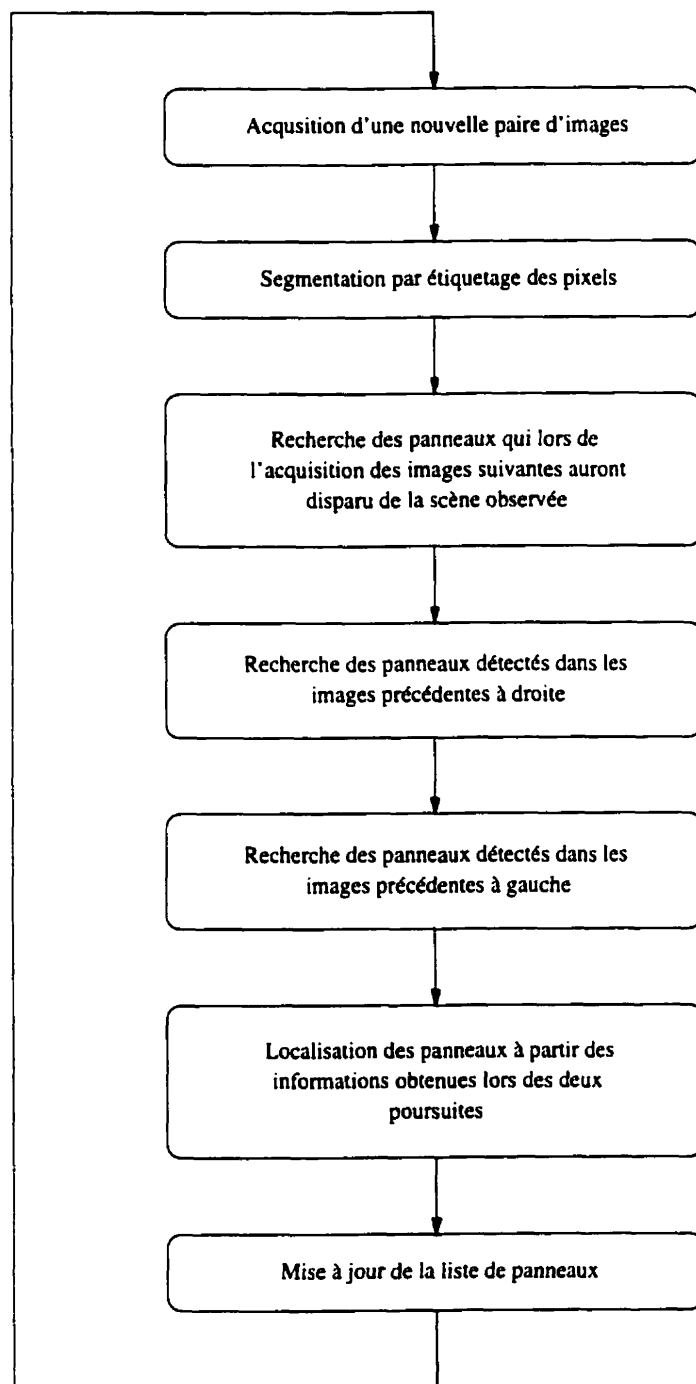 Acqusition d'une nouvelle paire d'images
Segmentation par étiquetage des pixels
Recherche des panneaux qui lors de
l'acquisition des images suivantes auront
disparu de la scène observée
Recherche des panneaux détectés dans les
images précédentes à droite
Recherche des panneaux détectés dans les
images précédentes à gauche
Localisation des panneaux à partir des
informations obtenues lors des deux
poursuites
Mise à jour de la liste de panneaux